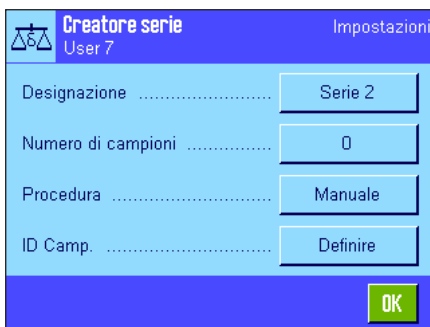 Creatore serie
Impostazioni
User 7
Designazione ........................ Serie 2
Numero di campioni ............... 0
Procedura ............................ Manuale
ID Camp. ............................. Definire
OK